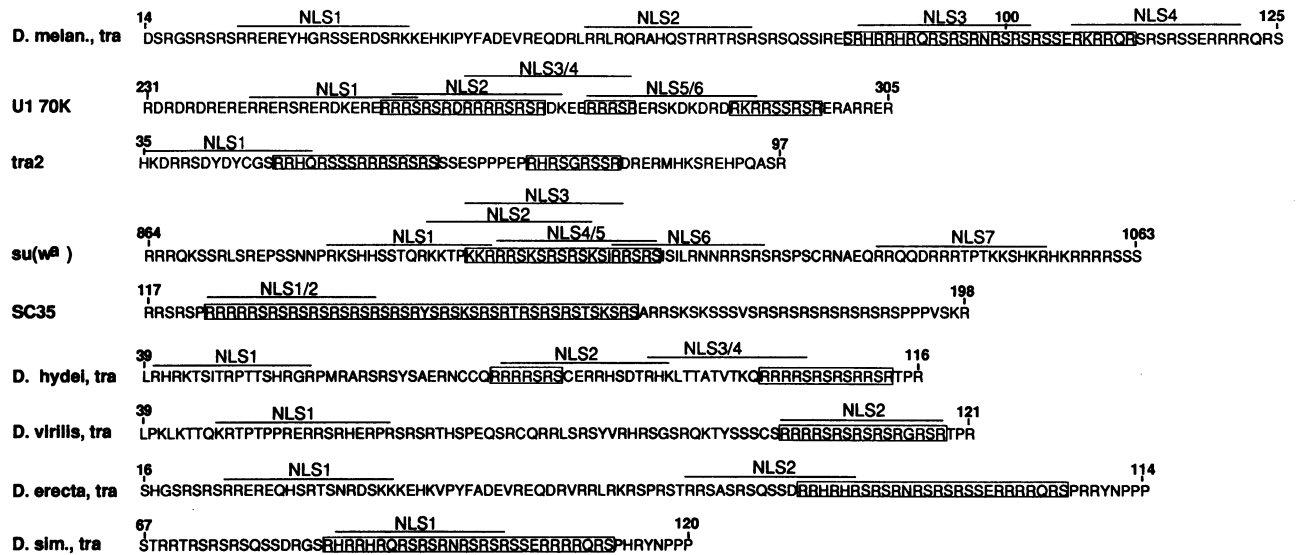 NLS1 NLS2 NLS3 NLS4
14 100 125
D. melan., tra DSRGSRSRSRREREYHGRSSERDSRKKEHKIPYFADEVREQDRLRRLRQRAHQSTRRTRSRSRSQSSIRESRHRRHRQRSRSRNRSRSRSSERKRRQRSRSRSSERRRRQRS
NLS3/4
231 NLS1 NLS2 NLS5/6 305
U1 70K RDRDRDREREERRERSRERDKERERRRSRSRDRRRRSRSRDKEERRRSRERSKDKDRDRKRRSSRSRERARRER
35 NLS1 97
tra2 HKDRRSDYDYCGSRRHQRSSSRRRSRSRSSSESPPPEPRHRSGRSSRDRERMHKSREHPQASR
NLS3
NLS2
864 NLS1 NLS4/5 NLS6 NLS7 1063
su(wa ) RRRQKSSRLSREPSSNNPRKSHHSSTQRKKTPKKRRRSKSRSRSKSIRRSRSISILRNNRRSRSRSPSCRNAEQRRQQDRRRTPTKKSHKRHKRRRRSSS
117 NLS1/2 198
SC35 RRSRSPRRRRRSRSRSRSRSRSRSRSRYSRSKSRSRTRSRSRSTSKSRSARRSKSKSSSVSRSRSRSRSRSRSRSPPPVSKR
39 NLS1 NLS2 NLS3/4 116
D. hydei, tra LRHRKTSITRPTTSHRGRPMRARSRSYSAERNCCQRRRRSRSCERRHSDTRHKLTTATVTKQRRRRSRSRSRRSRTPR
39 NLS1 NLS2 121
D. virilis, tra LPKLKTTQKRTPTPPRERRSRHERPRSRSRTHSPEQSRCQRRLSRSYVRHRSGSRQKTYSSSCSRRRRSRSRSRSRGRSRTPR
16 NLS1 NLS2 114
D. erecta, tra SHGSRSRSRREREQHSRTSNRDSKKKEHKVPYFADEVREQDRVRRLRKRSPRSTRRSASRSQSSDRRHRHRSRSRNRSRSRSSERRRRQRSPRRYNPPP
67 NLS1 120
D. sim., tra STRRTRSRSRSQSSDRGSRHRRHRQRSRSRNRSRSRSSERRRRQRSPHRYNPPP